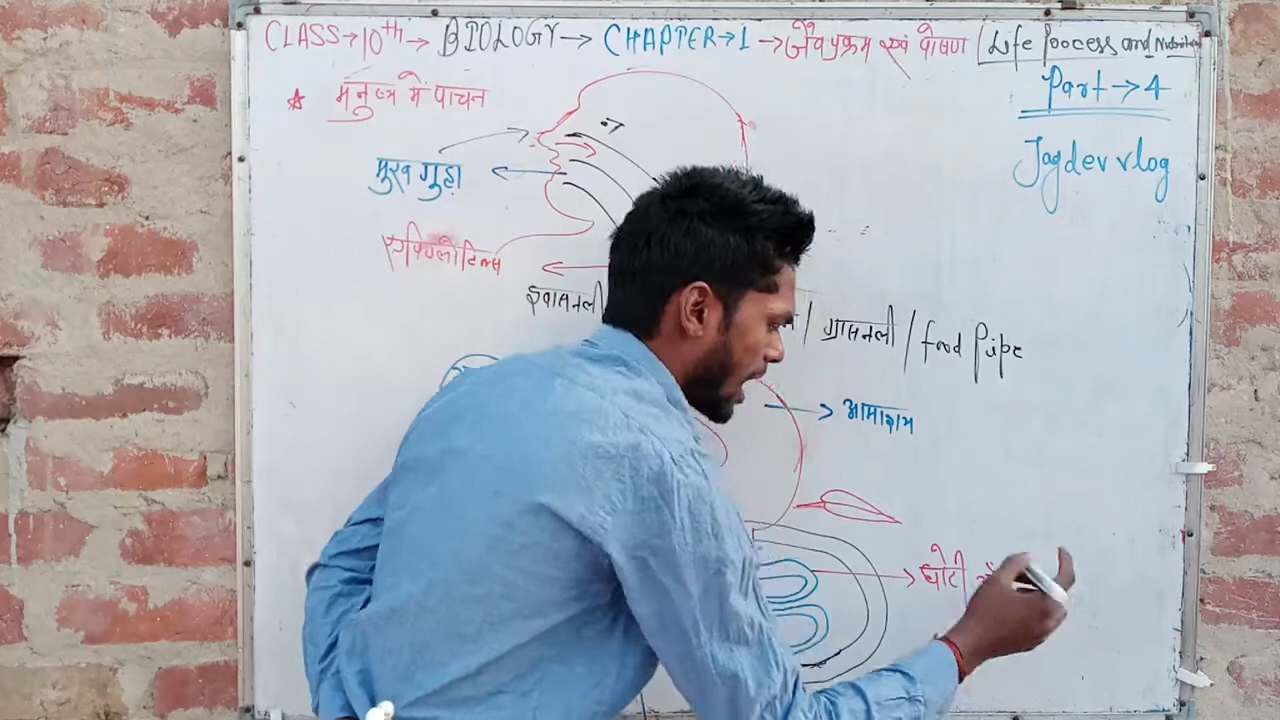 CLASS→10th→ BIOLOGY→ CHAPTER→1 →जैव प्रक्रम एवं पोषण / Life Pocess and Nutrition
Part→4
* मनुष्य में पाचन
Jagdev vlog
मुख गुहा
एपिग्लोटिस
श्वासनली
/ ग्रासनली / food Pipe
आमाशय
छोटी